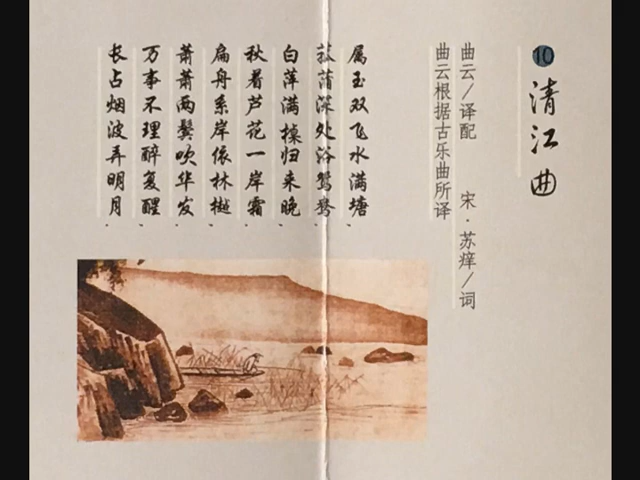 10
清江曲
曲云/译配 宋·苏痒/词
曲云根据古乐曲所译
属玉双飞水满塘、
菰蒲深处浴鸳鸯.
白萍满棹归来晚、
秋着芦花一岸霜.
扁舟系岸依林樾、
萧萧两鬓吹华发.
万事不理醉复醒、
长占烟波弄明月.